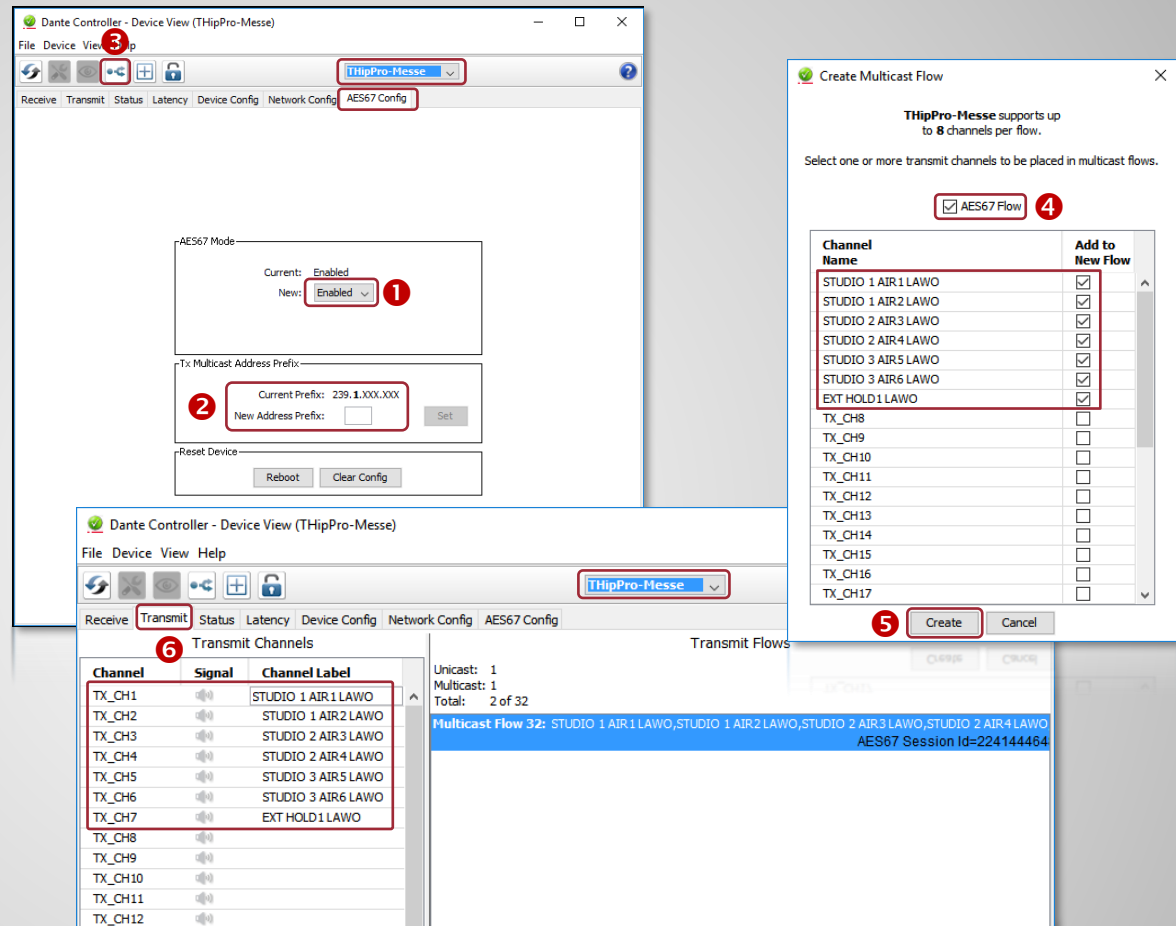 Dante Controller - Device View (THipPro-Messe)
File Device View Help
3
THipPro-Messe
Receive Transmit Status Latency Device Config Network Config AES67 Config
AES67 Mode
Current: Enabled
New: Enabled
1
Tx Multicast Address Prefix
Current Prefix: 239.1.XXX.XXX
2
New Address Prefix:
Set
Reset Device
Reboot Clear Config
Create Multicast Flow
THipPro-Messe supports up
to 8 channels per flow.
Select one or more transmit channels to be placed in multicast flows.
AES67 Flow
4
Channel Name
Add to New Flow
STUDIO 1 AIR1 LAWO
STUDIO 1 AIR2 LAWO
STUDIO 2 AIR3 LAWO
STUDIO 2 AIR4 LAWO
STUDIO 3 AIR5 LAWO
STUDIO 3 AIR6 LAWO
EXT HOLD1 LAWO
TX_CH8
TX_CH9
TX_CH10
TX_CH11
TX_CH12
TX_CH13
TX_CH14
TX_CH15
TX_CH16
TX_CH17
5
Create Cancel
Dante Controller - Device View (THipPro-Messe)
File Device View Help
THipPro-Messe
Receive Transmit Status Latency Device Config Network Config AES67 Config
6
Transmit Channels
Transmit Flows
Channel Signal Channel Label
TX_CH1 STUDIO 1 AIR1 LAWO
TX_CH2 STUDIO 1 AIR2 LAWO
TX_CH3 STUDIO 2 AIR3 LAWO
TX_CH4 STUDIO 2 AIR4 LAWO
TX_CH5 STUDIO 3 AIR5 LAWO
TX_CH6 STUDIO 3 AIR6 LAWO
TX_CH7 EXT HOLD1 LAWO
TX_CH8
TX_CH9
TX_CH10
TX_CH11
TX_CH12
Unicast: 1
Multicast: 1
Total: 2 of 32
Multicast Flow 32: STUDIO 1 AIR1 LAWO,STUDIO 1 AIR2 LAWO,STUDIO 2 AIR3 LAWO,STUDIO 2 AIR4 LAWO
AES67 Session Id=224144464